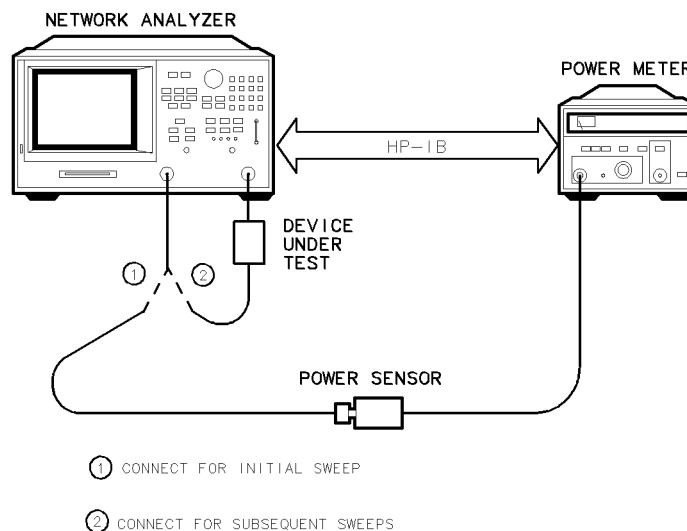 NETWORK ANALYZER
POWER METER
HP-IB
DEVICE
UNDER
TEST
1 2
POWER SENSOR
1 CONNECT FOR INITIAL SWEEP
2 CONNECT FOR SUBSEQUENT SWEEPS